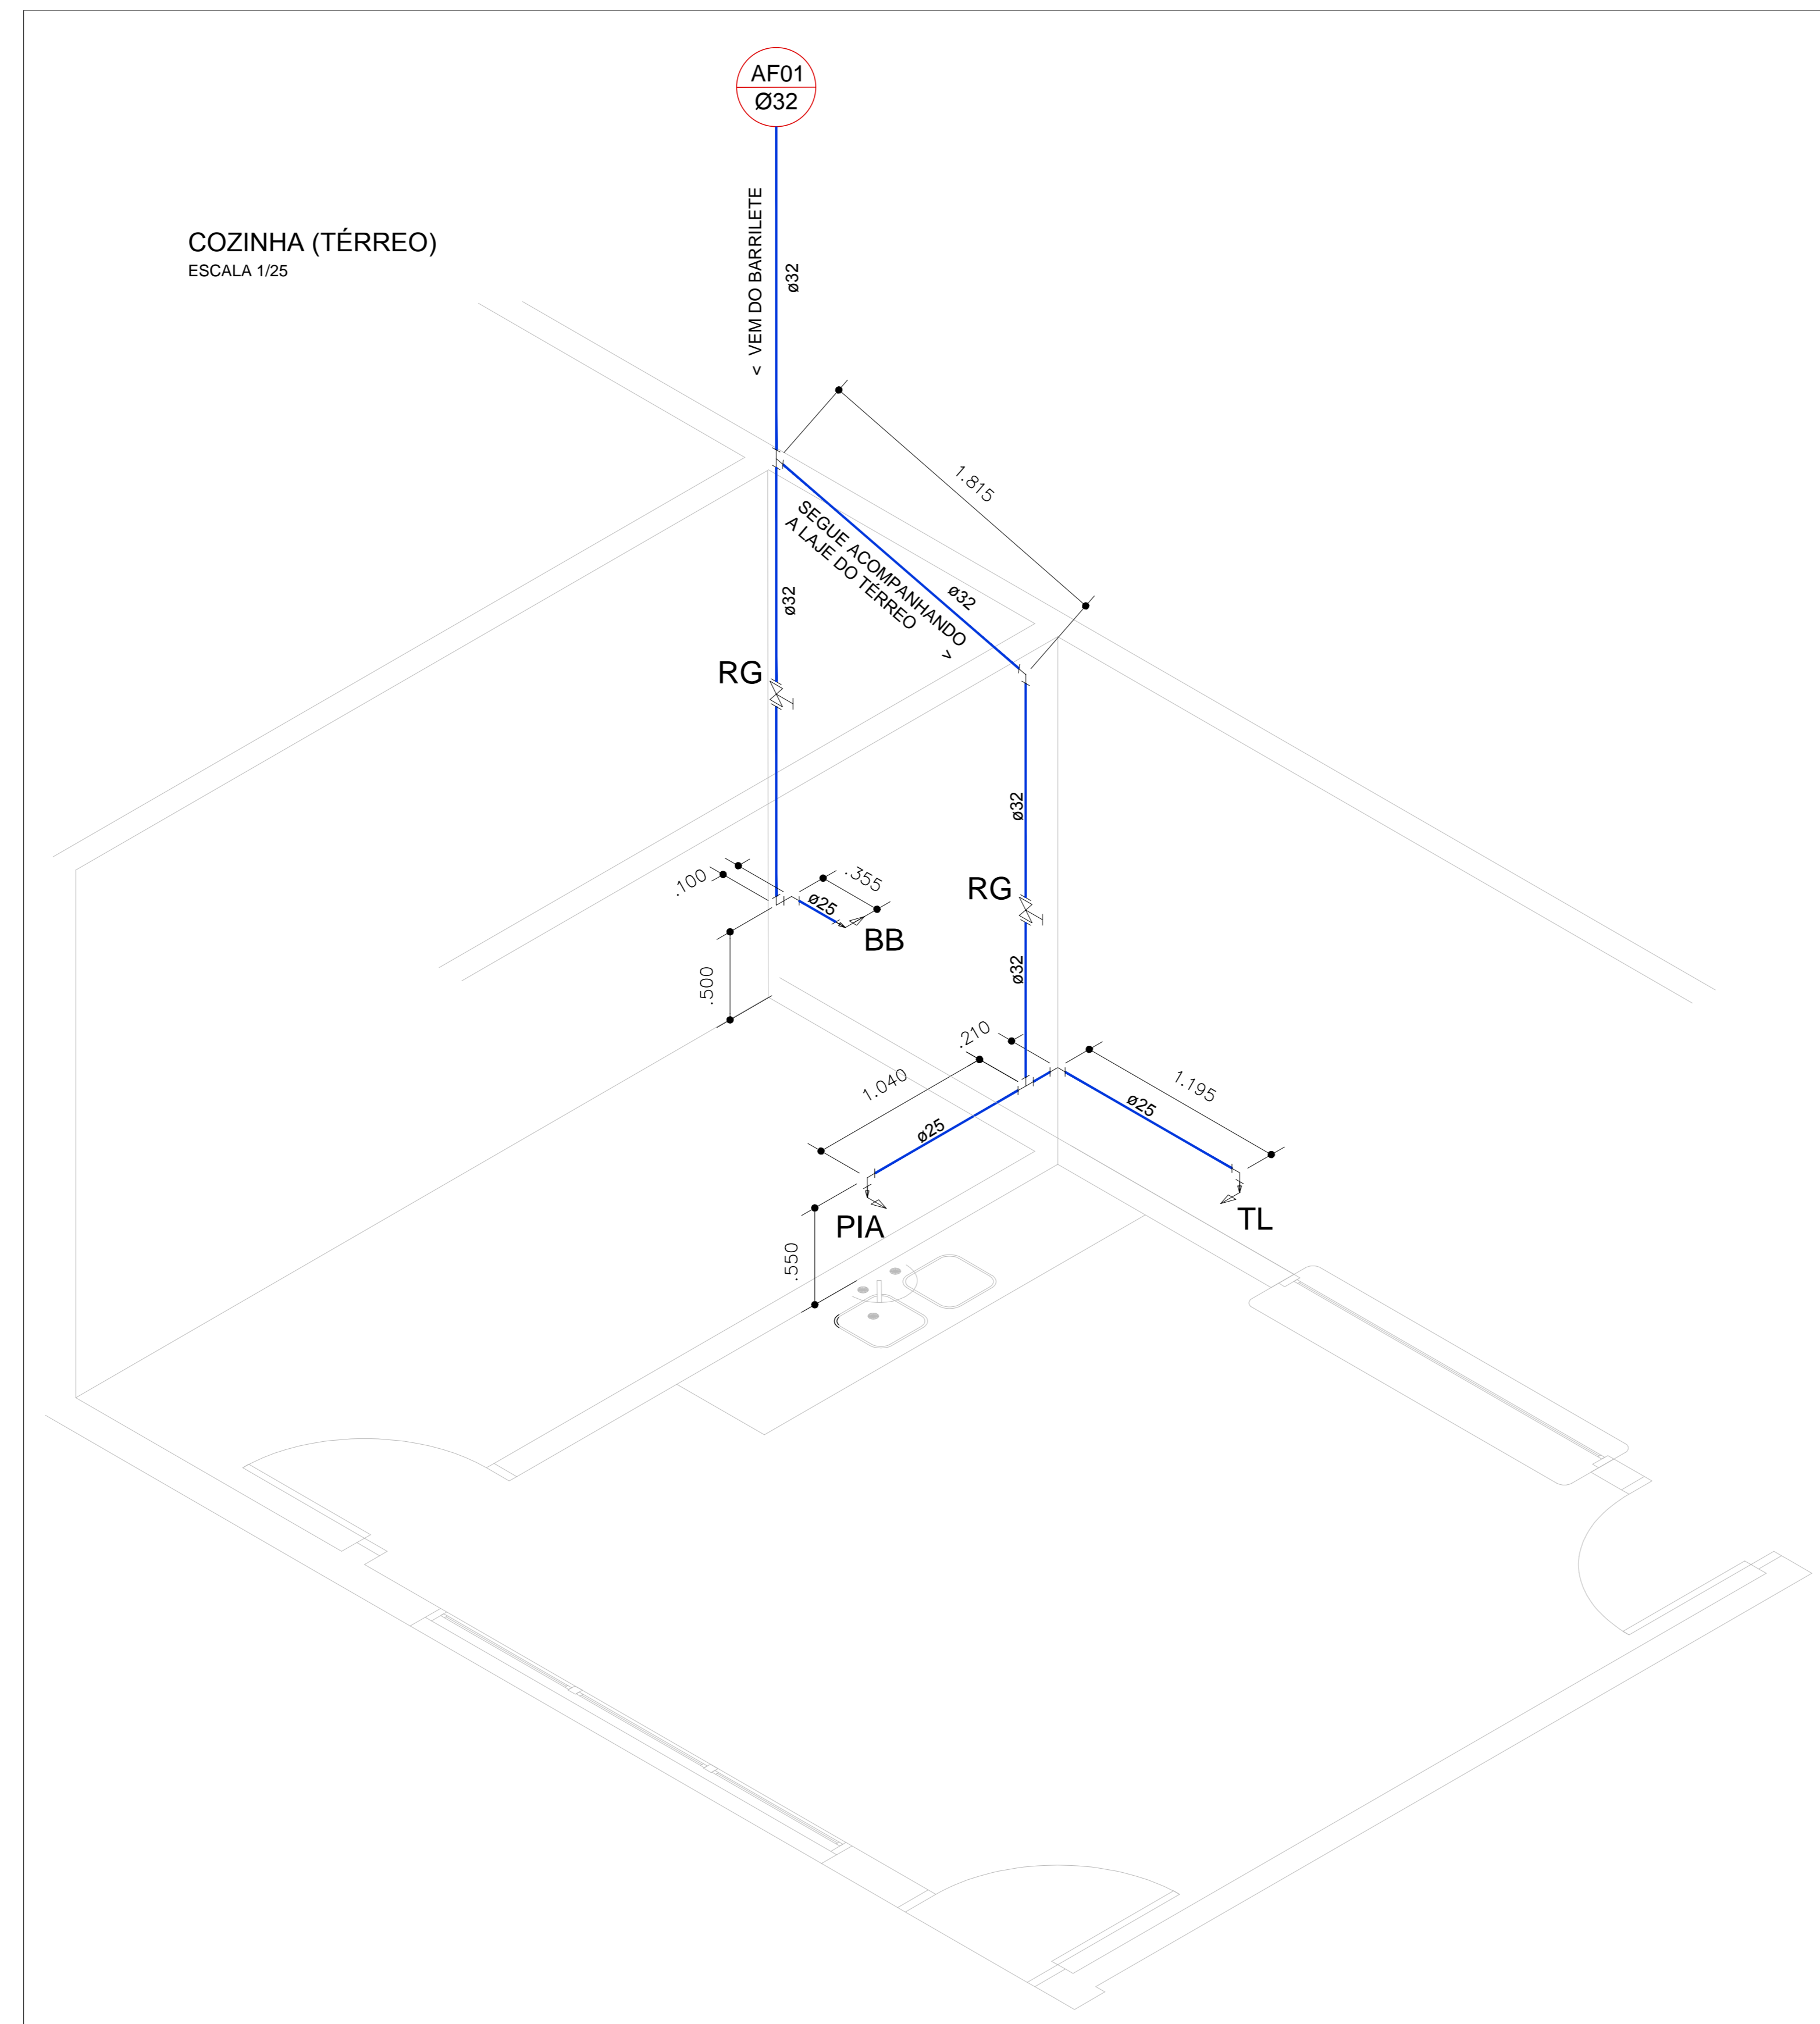 AF01
Ø32
COZINHA (TÉRREO)
ESCALA 1/25
< VEM DO BARRILETE
ø32
1.815
SEGUE ACOMPANHANDO
A LAJE DO TÉRREO >
ø32
ø32
RG
ø32
.100
.355
ø25
BB
RG
.500
ø32
.210
1.040
1.195
ø25
ø25
PIA
TL
.550